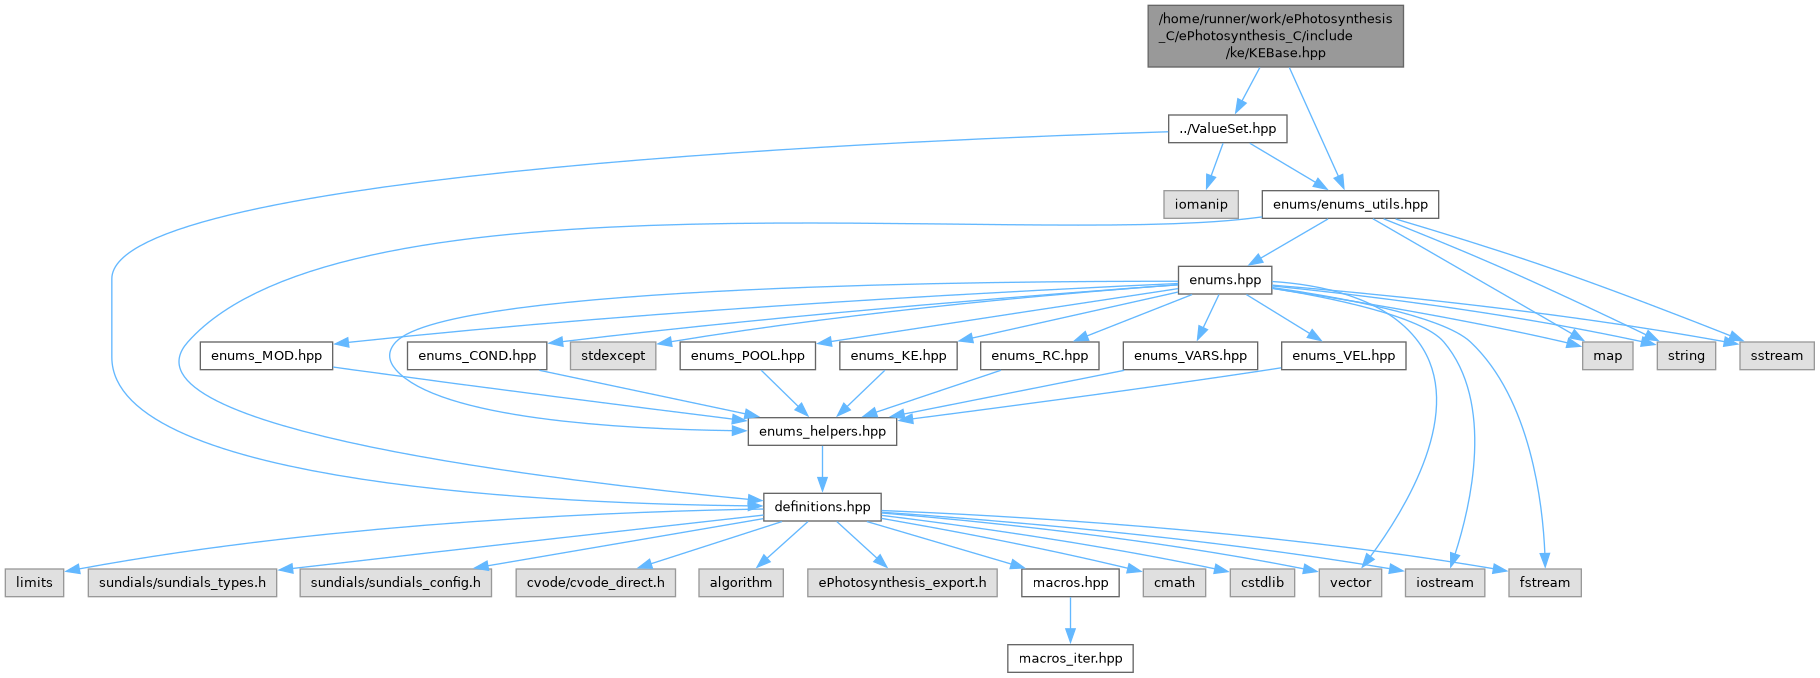 /home/runner/work/ePhotosynthesis
_C/ePhotosynthesis_C/include
/ke/KEBase.hpp
../ValueSet.hpp
iomanip
enums/enums_utils.hpp
enums.hpp
enums_MOD.hpp
enums_COND.hpp
stdexcept
enums_POOL.hpp
enums_KE.hpp
enums_RC.hpp
enums_VARS.hpp
enums_VEL.hpp
map
string
sstream
enums_helpers.hpp
definitions.hpp
limits
sundials/sundials_types.h
sundials/sundials_config.h
cvode/cvode_direct.h
algorithm
ePhotosynthesis_export.h
macros.hpp
cmath
cstdlib
vector
iostream
fstream
macros_iter.hpp